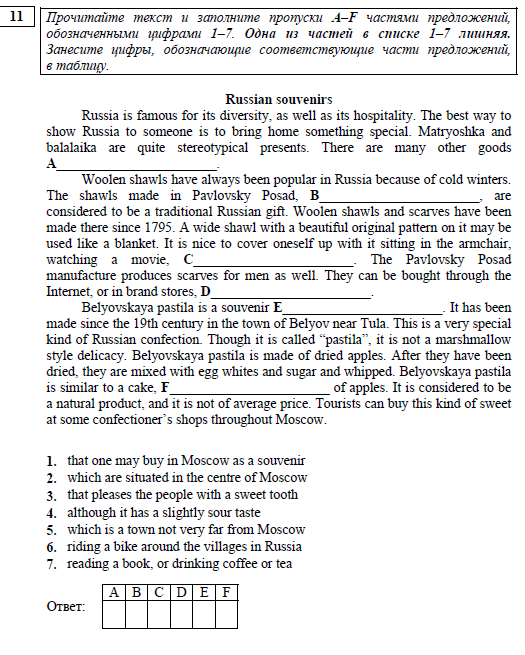 11
Прочитайте текст и заполните пропуски A–F частями предложений,
обозначенными цифрами 1–7. Одна из частей в списке 1–7 лишняя.
Занесите цифры, обозначающие соответствующие части предложений,
в таблицу.
Russian souvenirs
Russia is famous for its diversity, as well as its hospitality. The best way to
show Russia to someone is to bring home something special. Matryoshka and
balalaika are quite stereotypical presents. There are many other goods
A____________________.
Woolen shawls have always been popular in Russia because of cold winters.
The shawls made in Pavlovsky Posad, B____________________, are
considered to be a traditional Russian gift. Woolen shawls and scarves have been
made there since 1795. A wide shawl with a beautiful original pattern on it may be
used like a blanket. It is nice to cover oneself up with it sitting in the armchair,
watching a movie, C____________________. The Pavlovsky Posad
manufacture produces scarves for men as well. They can be bought through the
Internet, or in brand stores, D____________________.
Belyovskaya pastila is a souvenir E____________________. It has been
made since the 19th century in the town of Belyov near Tula. This is a very special
kind of Russian confection. Though it is called “pastila”, it is not a marshmallow
style delicacy. Belyovskaya pastila is made of dried apples. After they have been
dried, they are mixed with egg whites and sugar and whipped. Belyovskaya pastila
is similar to a cake, F____________________ of apples. It is considered to be
a natural product, and it is not of average price. Tourists can buy this kind of sweet
at some confectioner’s shops throughout Moscow.
1. that one may buy in Moscow as a souvenir
2. which are situated in the centre of Moscow
3. that pleases the people with a sweet tooth
4. although it has a slightly sour taste
5. which is a town not very far from Moscow
6. riding a bike around the villages in Russia
7. reading a book, or drinking coffee or tea
Ответ: A B C D E F